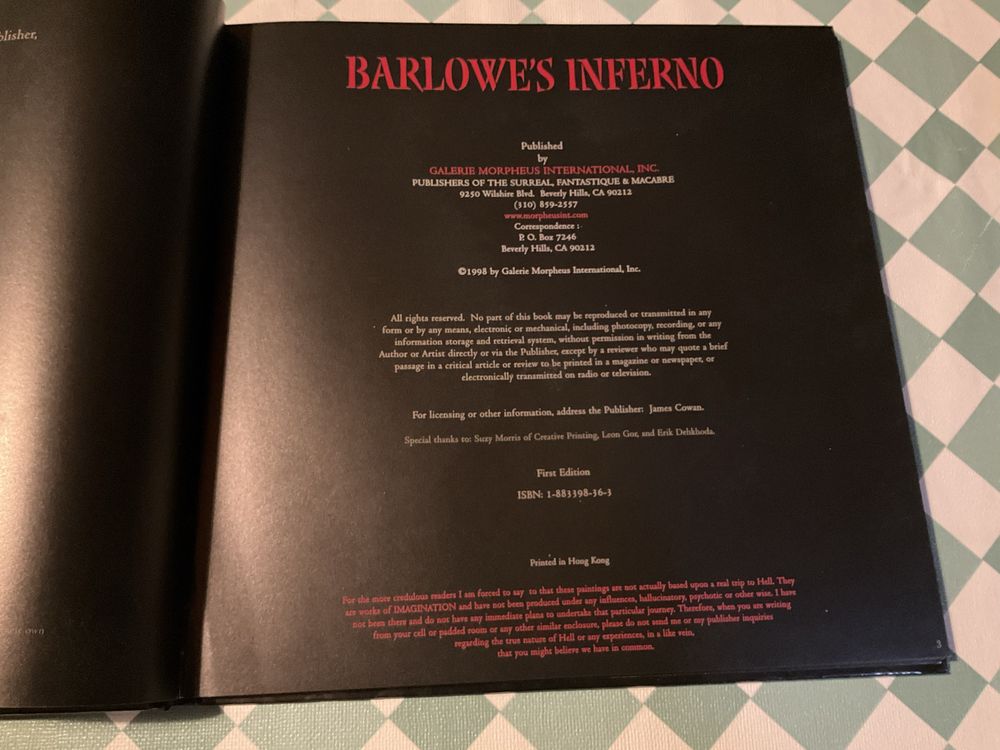 blisher,
BARLOWE'S INFERNO
Published
by
GALERIE MORPHEUS INTERNATIONAL, INC.
PUBLISHERS OF THE SURREAL, FANTASTIQUE & MACABRE
9250 Wilshire Blvd. Beverly Hills, CA 90212
(310) 859-2557
www.morpheusint.com
Correspondence :
P. O. Box 7246
Beverly Hills, CA 90212
©1998 by Galerie Morpheus International, Inc.
All rights reserved. No part of this book may be reproduced or transmitted in any
form or by any means, electronic or mechanical, including photocopy, recording, or any
information storage and retrieval system, without permission in writing from the
Author or Artist directly or via the Publisher, except by a reviewer who may quote a brief
passage in a critical article or review to be printed in a magazine or newspaper, or
electronically transmitted on radio or television.
For licensing or other information, address the Publisher: James Cowan.
Special thanks to: Suzy Morris of Creative Printing, Leon Gor, and Erik Dehkhoda.
First Edition
ISBN: 1-883398-36-3
Printed in Hong Kong
For the more credulous readers I am forced to say to that these paintings are not actually based upon a real trip to Hell. They
are works of IMAGINATION and have not been produced under any influences, hallucinatory, psychotic or other wise. I have
not been there and do not have any immediate plans to undertake that particular journey. Therefore, when you are writing
from your cell or padded room or any other similar enclosure, please do not send me or my publisher inquiries
regarding the true nature of Hell or any experiences, in a like vein,
that you might believe we have in common.
3
own